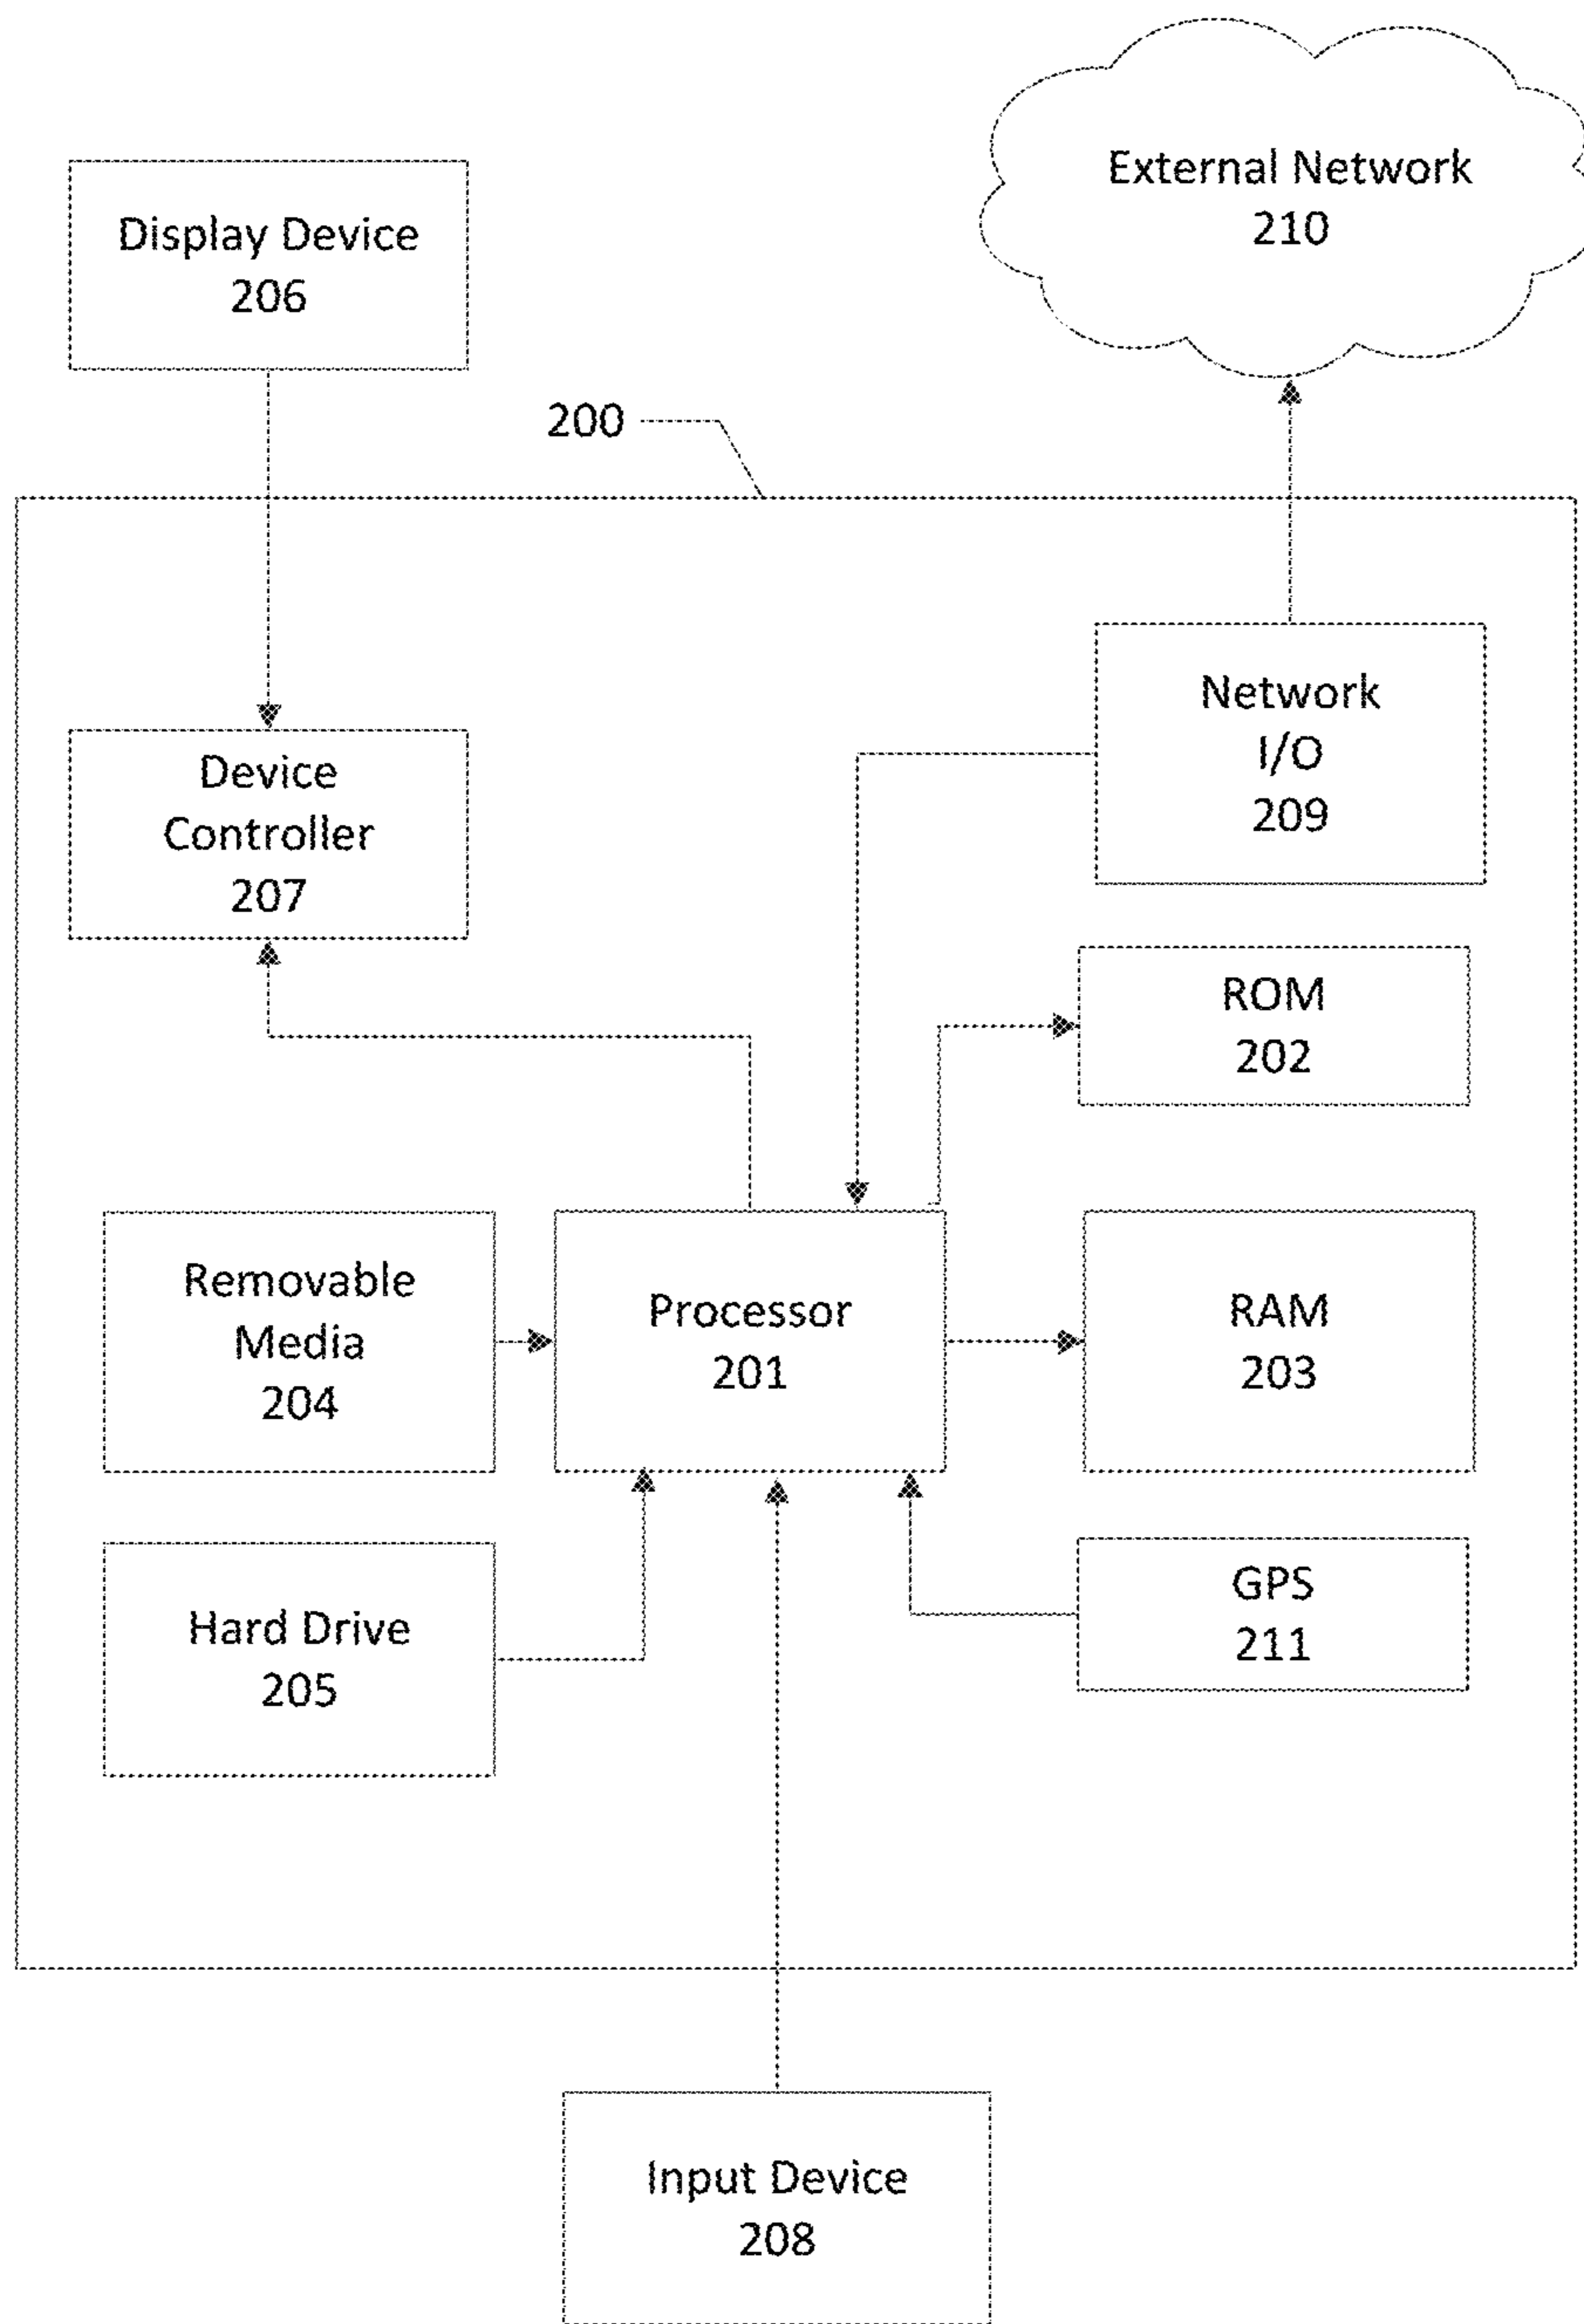 External Network
210
Display Device
206
200
Network
I/O
209
Device
Controller
207
ROM
202
Removable
Media
204
Processor
201
RAM
203
Hard Drive
205
GPS
211
Input Device
208